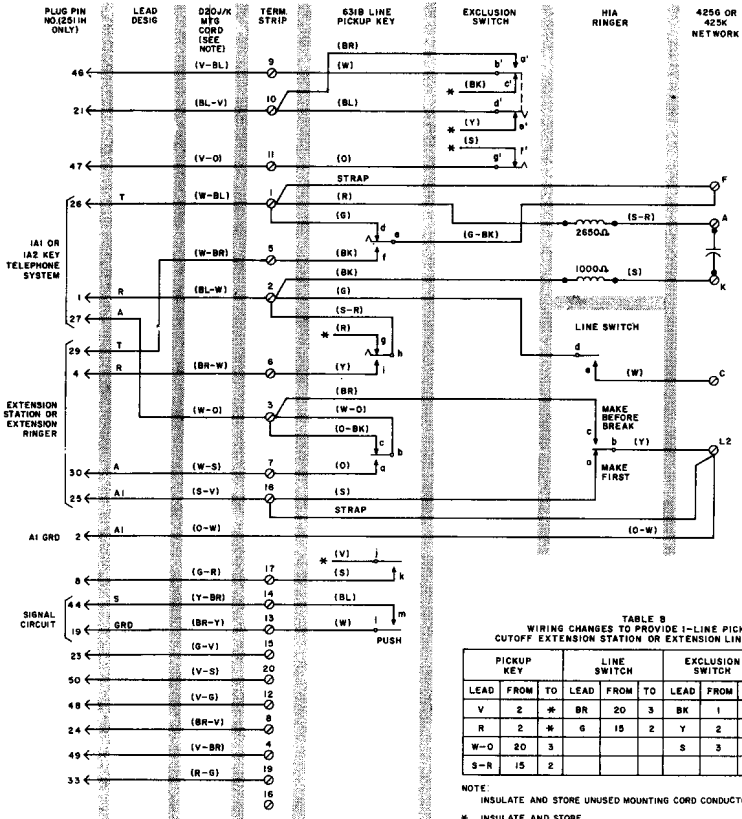 PLUG PIN NO.(2511H ONLY)
LEAD DESIG
D20J/K MTG CORD (SEE NOTE)
TERM. STRIP
631B LINE PICKUP KEY
EXCLUSION SWITCH
H1A RINGER
425G OR 425K NETWORK
(BR)
46 (V-BL) 9 (W) b' a'
* (BK) c'
21 (BL-V) 10 (BL) d'
* (Y) e'
* (S) f'
47 (V-O) 11 (O) g'
STRAP F
26 T (W-BL) 1 (R) (S-R) A
2650Ω
(G) d e (G-BK)
1A1 OR 1A2 KEY TELEPHONE SYSTEM
(W-BR) 5 (BK) f
(BK) 1000Ω (S) K
1 R (BL-W) 2 (G)
27 A (S-R)
LINE SWITCH
* (R) g h
29 T d
4 R (BR-W) 6 (Y) i e (W) C
EXTENSION STATION OR EXTENSION RINGER
(BR)
(W-O) 3 (W-O)
MAKE BEFORE BREAK
(O-BK) c b c b (Y) L2
30 A (W-S) 7 (O) a a
MAKE FIRST
25 A1 (S-V) 18 (S)
STRAP
A1 GRD 2 A1 (O-W) (O-W)
* (V) j
8 (G-R) 17 (S) k
SIGNAL CIRCUIT
44 S (Y-BR) 14 (BL) m
19 GRD (BR-Y) 13 (W) l
PUSH
23 (G-V) 15
50 (V-S) 20
48 (V-G) 12
24 (BR-V) 8
49 (V-BR) 4
33 (R-G) 19
16
TABLE B
WIRING CHANGES TO PROVIDE 1-LINE PICK
CUTOFF EXTENSION STATION OR EXTENSION LIN
PICKUP KEY LINE SWITCH EXCLUSION SWITCH
LEAD FROM TO LEAD FROM TO LEAD FROM
V 2 * BR 20 3 BK 1
R 2 * G 15 2 Y 2
W-O 20 3 S 3
S-R 15 2
NOTE:
INSULATE AND STORE UNUSED MOUNTING CORD CONDUCT
* INSULATE AND STORE